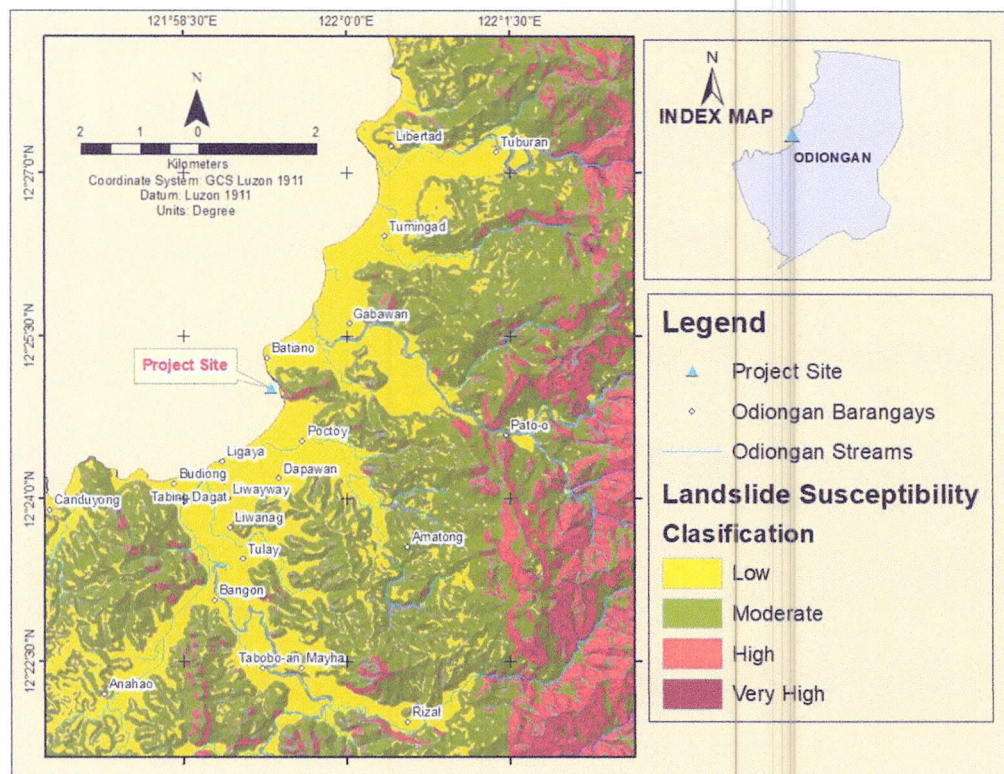 121°58'30"E 122°0'0"E 122°1'30"E
N
2 1 0 2
Kilometers
Coordinate System: GCS Luzon 1911
Datum: Luzon 1911
Units: Degree
12°27'0"N
12°25'30"N
12°24'0"N
12°22'30"N
Libertad
Tuburan
Tumingad
Gabawan
Batiano
Project Site
Pato-o
Poctoy
Ligaya
Budiong
Dapawan
Tabing Dagat
Liwayway
Canduyong
Liwanag
Amatong
Tulay
Bangon
Tabobo-an Mayha
Anahao
Rizal
N
INDEX MAP
ODIONGAN
Legend
Project Site
Odiongan Barangays
Odiongan Streams
Landslide Susceptibility
Clasification
Low
Moderate
High
Very High